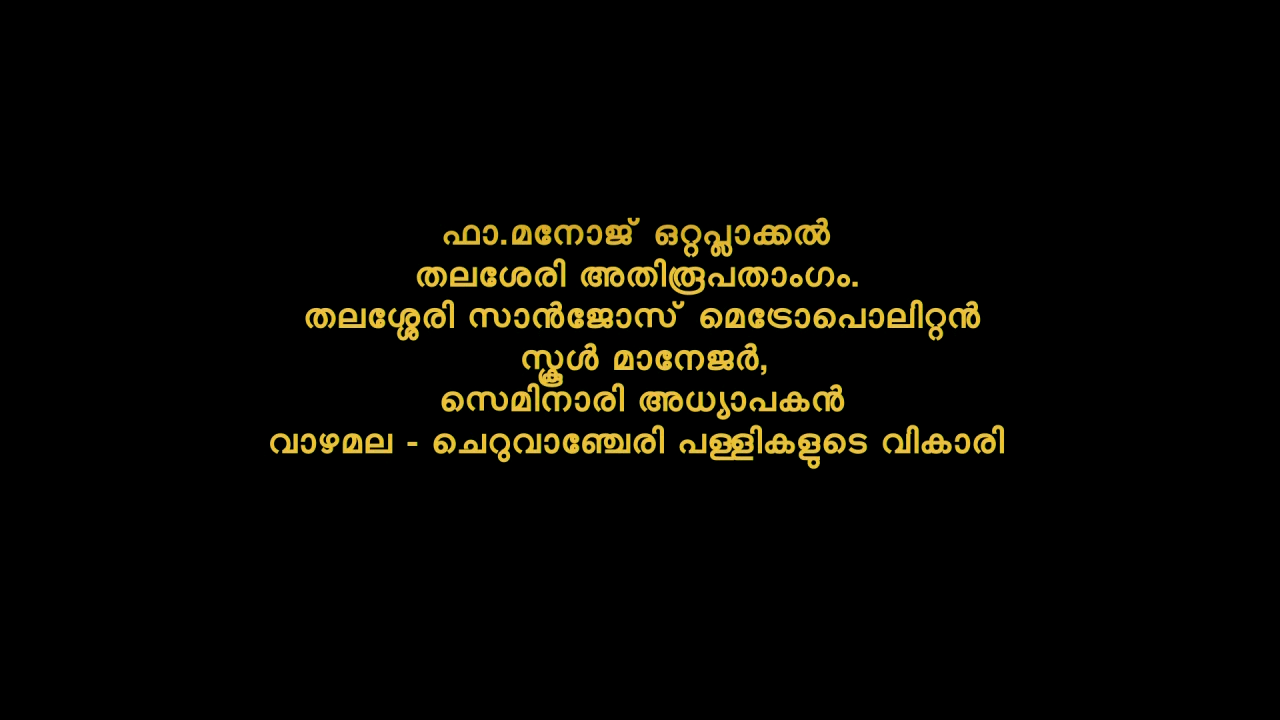 ഫാ.മനോജ് ഒറ്റപ്ലാക്കൽ
തലശേരി അതിരൂപതാംഗം.
തലശ്ശേരി സാൻജോസ് മെട്രോപൊലിറ്റൻ
സ്കൂൾ മാനേജർ,
സെമിനാരി അധ്യാപകൻ
വാഴമല - ചെറുവാഞ്ചേരി പള്ളികളുടെ വികാരി